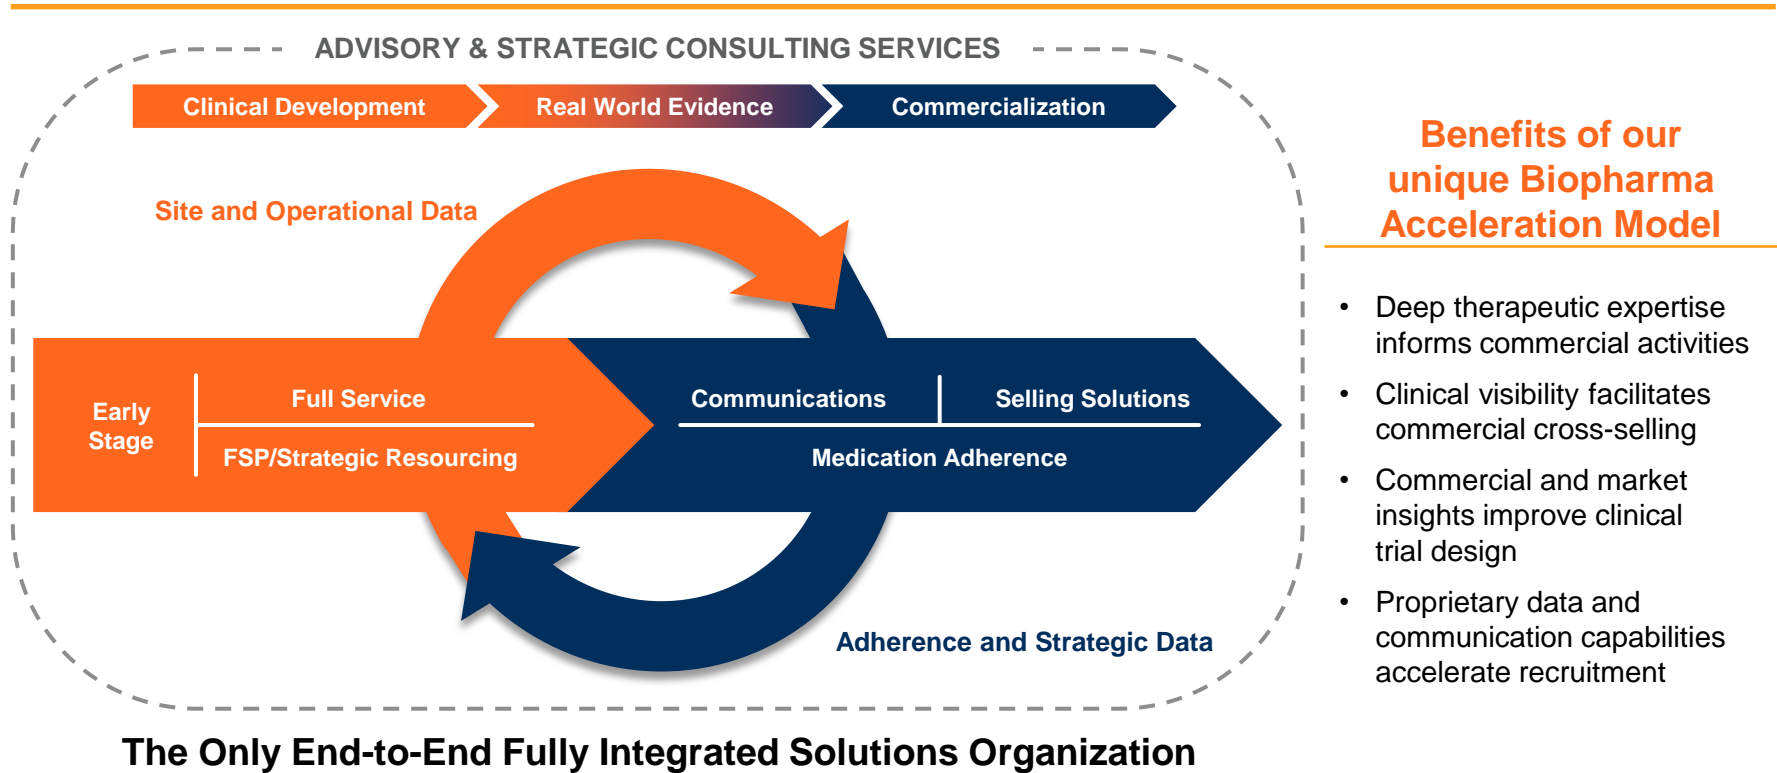 ADVISORY & STRATEGIC CONSULTING SERVICES
Clinical Development
Real World Evidence
Commercialization
Site and Operational Data
Early
Stage
Full Service
FSP/Strategic Resourcing
Communications
Selling Solutions
Medication Adherence
Adherence and Strategic Data
The Only End-to-End Fully Integrated Solutions Organization
Benefits of our
unique Biopharma
Acceleration Model
• Deep therapeutic expertise
informs commercial activities
• Clinical visibility facilitates
commercial cross-selling
• Commercial and market
insights improve clinical
trial design
• Proprietary data and
communication capabilities
accelerate recruitment